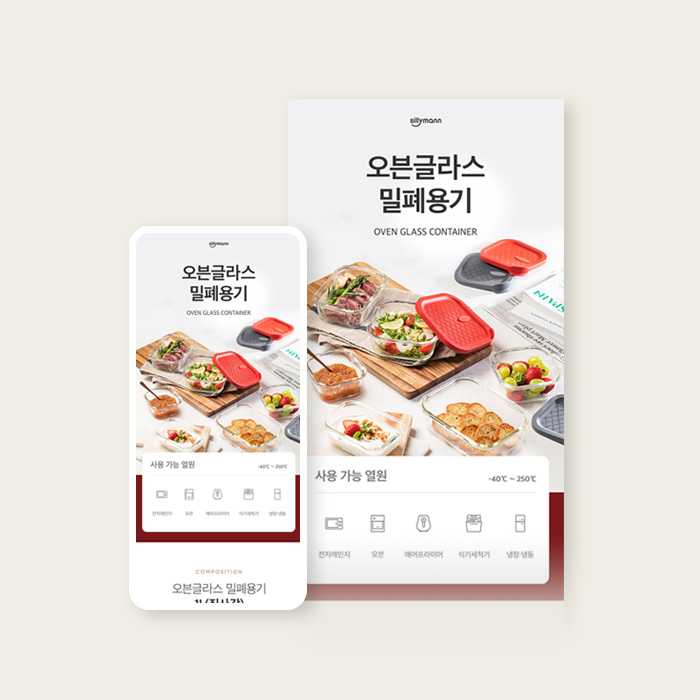 sillymann
오븐글라스
밀폐용기
OVEN GLASS CONTAINER
SPAIN
사용 가능 열원
-40℃ ~ 250℃
전자레인지
오븐
에어프라이어
식기세척기
냉장·냉동
sillymann
오븐글라스
밀폐용기
OVEN GLASS CONTAINER
사용 가능 열원
-40℃ ~ 250℃
전자레인지
오븐
에어프라이어
식기세척기
냉장·냉동
COMPOSITION
오븐글라스 밀폐용기